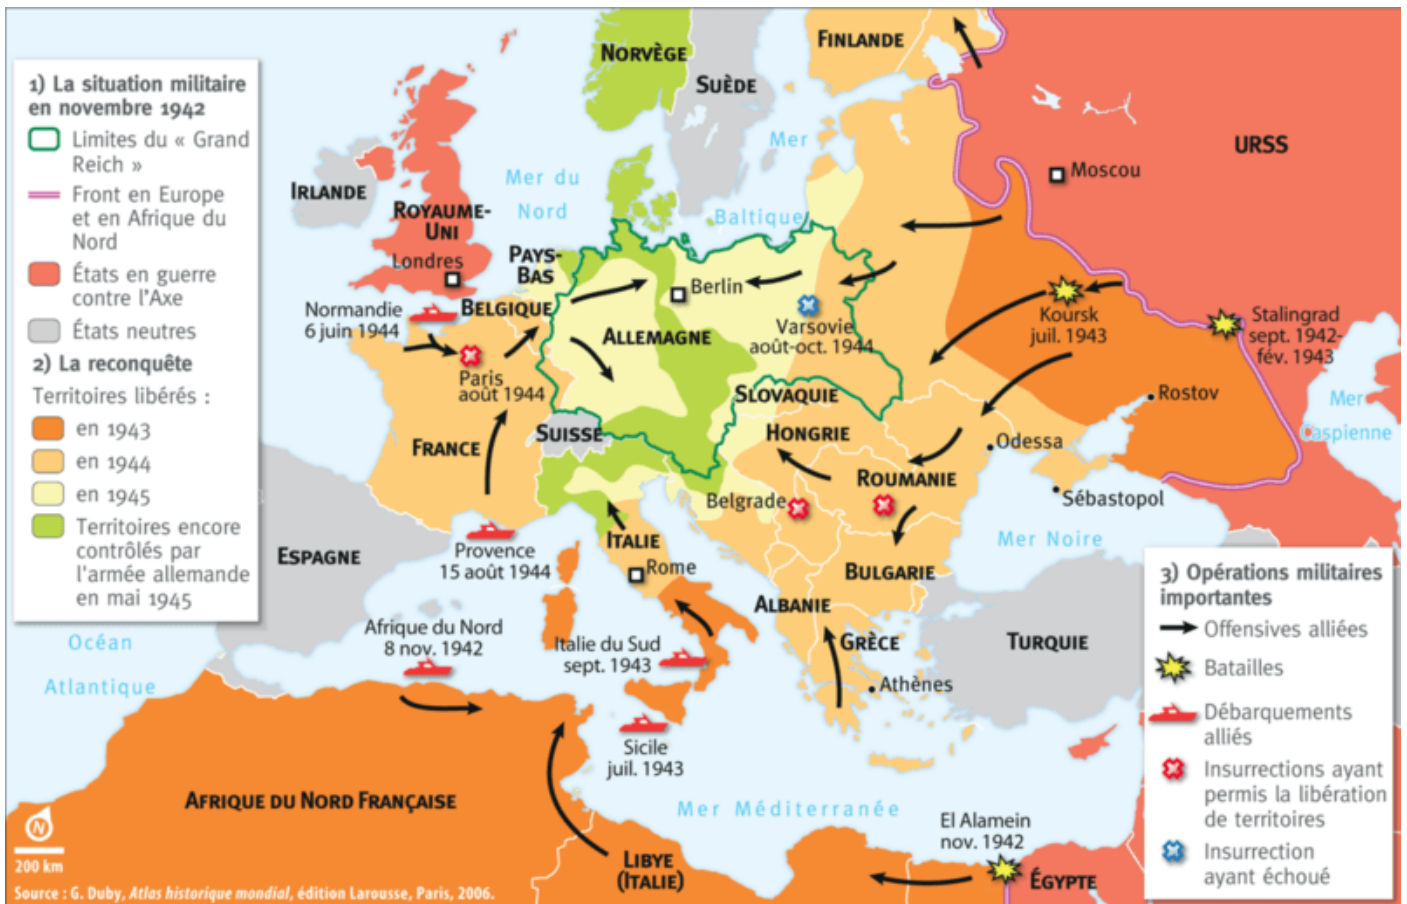 1) La situation militaire
en novembre 1942
Limites du « Grand
Reich »
Front en Europe
et en Afrique du
Nord
États en guerre
contre l'Axe
États neutres
2) La reconquête
Territoires libérés :
en 1943
en 1944
en 1945
Territoires encore
contrôlés par
l'armée allemande
en mai 1945
NORVÈGE
SUÈDE
FINLANDE
URSS
Moscou
IRLANDE
ROYAUME-
UNI
Londres
Mer du
Nord
Mer
Baltique
PAYS-
BAS
BELGIQUE
Berlin
ALLEMAGNE
Varsovie
août-oct. 1944
Koursk
juil. 1943
Stalingrad
sept. 1942-
fév. 1943
Normandie
6 juin 1944
Paris
août 1944
FRANCE
SUISSE
SLOVAQUIE
HONGRIE
ROUMANIE
Odessa
Rostov
Mer
Caspienne
Sébastopol
Belgrade
Mer Noire
BULGARIE
ESPAGNE
Provence
15 août 1944
ITALIE
Rome
ALBANIE
GRÈCE
Athènes
TURQUIE
Océan
Atlantique
Afrique du Nord
8 nov. 1942
Italie du Sud
sept. 1943
Sicile
juil. 1943
AFRIQUE DU NORD FRANÇAISE
Mer Méditerranée
LIBYE
(ITALIE)
El Alamein
nov. 1942
ÉGYPTE
3) Opérations militaires
importantes
Offensives alliées
Batailles
Débarquements
alliés
Insurrections ayant
permis la libération
de territoires
Insurrection
ayant échoué
N
200 km
Source : G. Duby, Atlas historique mondial, édition Larousse, Paris, 2006.